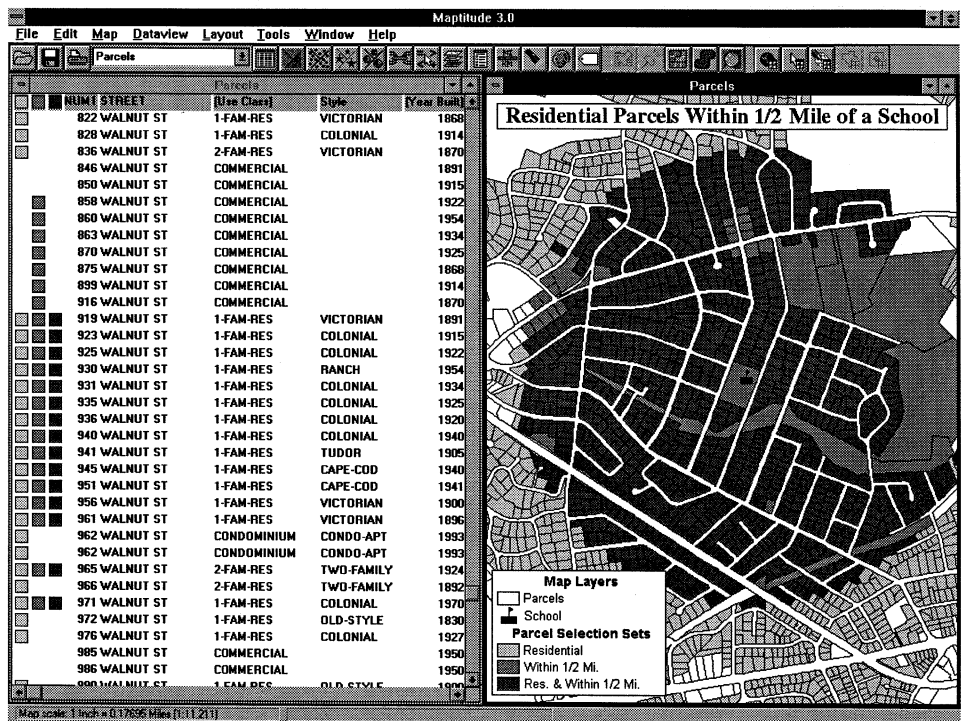 Maptitude 3.0
File Edit Map Dataview Layout Tools Window Help
Parcels
Parcels
NUM1 STREET [Use Class] Style [Year Built]
822 WALNUT ST 1-FAM-RES VICTORIAN 1868
828 WALNUT ST 1-FAM-RES COLONIAL 1914
836 WALNUT ST 2-FAM-RES VICTORIAN 1870
846 WALNUT ST COMMERCIAL 1891
850 WALNUT ST COMMERCIAL 1915
858 WALNUT ST COMMERCIAL 1922
860 WALNUT ST COMMERCIAL 1954
863 WALNUT ST COMMERCIAL 1934
870 WALNUT ST COMMERCIAL 1925
875 WALNUT ST COMMERCIAL 1868
899 WALNUT ST COMMERCIAL 1914
916 WALNUT ST COMMERCIAL 1870
919 WALNUT ST 1-FAM-RES VICTORIAN 1891
923 WALNUT ST 1-FAM-RES COLONIAL 1915
925 WALNUT ST 1-FAM-RES COLONIAL 1922
930 WALNUT ST 1-FAM-RES RANCH 1954
931 WALNUT ST 1-FAM-RES COLONIAL 1934
935 WALNUT ST 1-FAM-RES COLONIAL 1925
936 WALNUT ST 1-FAM-RES COLONIAL 1920
940 WALNUT ST 1-FAM-RES COLONIAL 1940
941 WALNUT ST 1-FAM-RES TUDOR 1905
945 WALNUT ST 1-FAM-RES CAPE-COD 1940
951 WALNUT ST 1-FAM-RES CAPE-COD 1941
956 WALNUT ST 1-FAM-RES VICTORIAN 1900
961 WALNUT ST 1-FAM-RES VICTORIAN 1896
962 WALNUT ST CONDOMINIUM CONDO-APT 1993
962 WALNUT ST CONDOMINIUM CONDO-APT 1993
965 WALNUT ST 2-FAM-RES TWO-FAMILY 1924
966 WALNUT ST 2-FAM-RES TWO-FAMILY 1892
971 WALNUT ST 1-FAM-RES COLONIAL 1970
972 WALNUT ST 1-FAM-RES OLD-STYLE 1830
976 WALNUT ST 1-FAM-RES COLONIAL 1927
985 WALNUT ST COMMERCIAL 1950
986 WALNUT ST COMMERCIAL 1950
990 WALNUT ST 1-FAM-RES OLD-STYLE 1900
Parcels
Residential Parcels Within 1/2 Mile of a School
Map Layers
Parcels
School
Parcel Selection Sets
Residential
Within 1/2 Mi.
Res. & Within 1/2 Mi.
Map scale: 1 Inch = 0.17695 Miles (1:11,211)